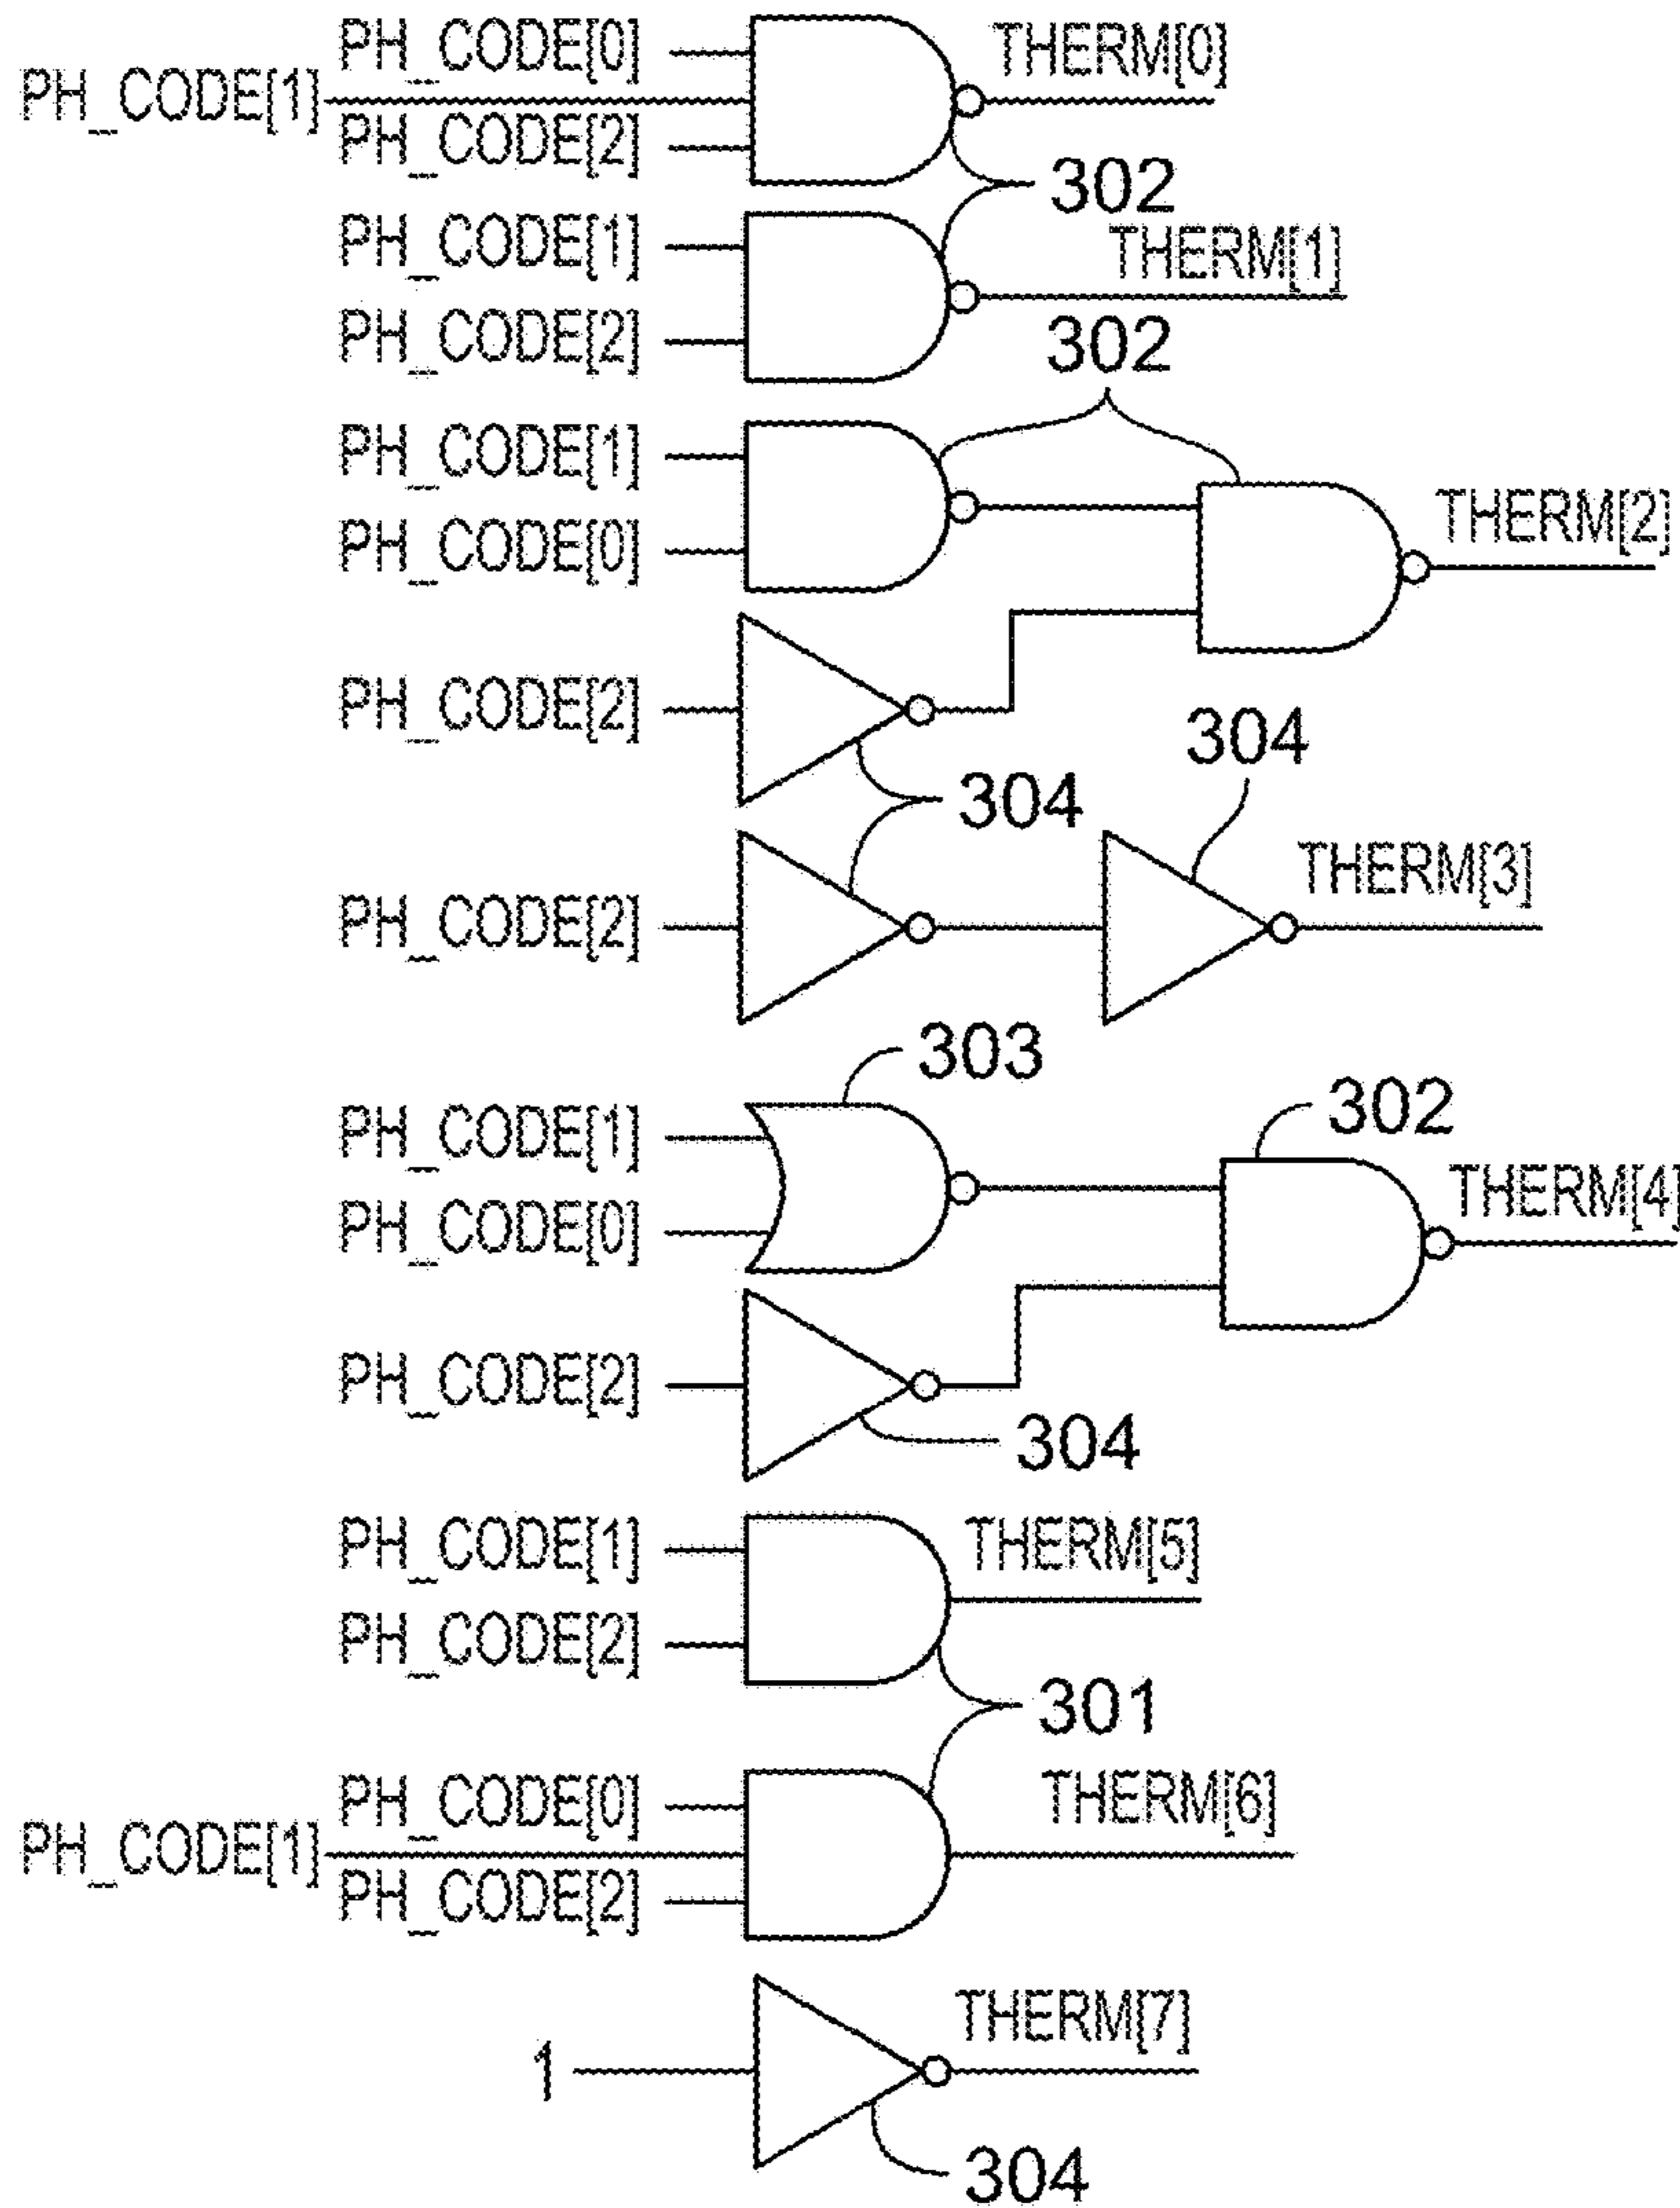 PH_CODE[0]
THERM[0]
PH_CODE[1]
PH_CODE[2]
302
PH_CODE[1]
THERM[1]
PH_CODE[2]
302
PH_CODE[1]
THERM[2]
PH_CODE[0]
PH_CODE[2]
304
304
THERM[3]
PH_CODE[2]
303
PH_CODE[1]
302
THERM[4]
PH_CODE[0]
PH_CODE[2]
304
PH_CODE[1]
THERM[5]
PH_CODE[2]
301
PH_CODE[0]
THERM[6]
PH_CODE[1]
PH_CODE[2]
THERM[7]
1
304